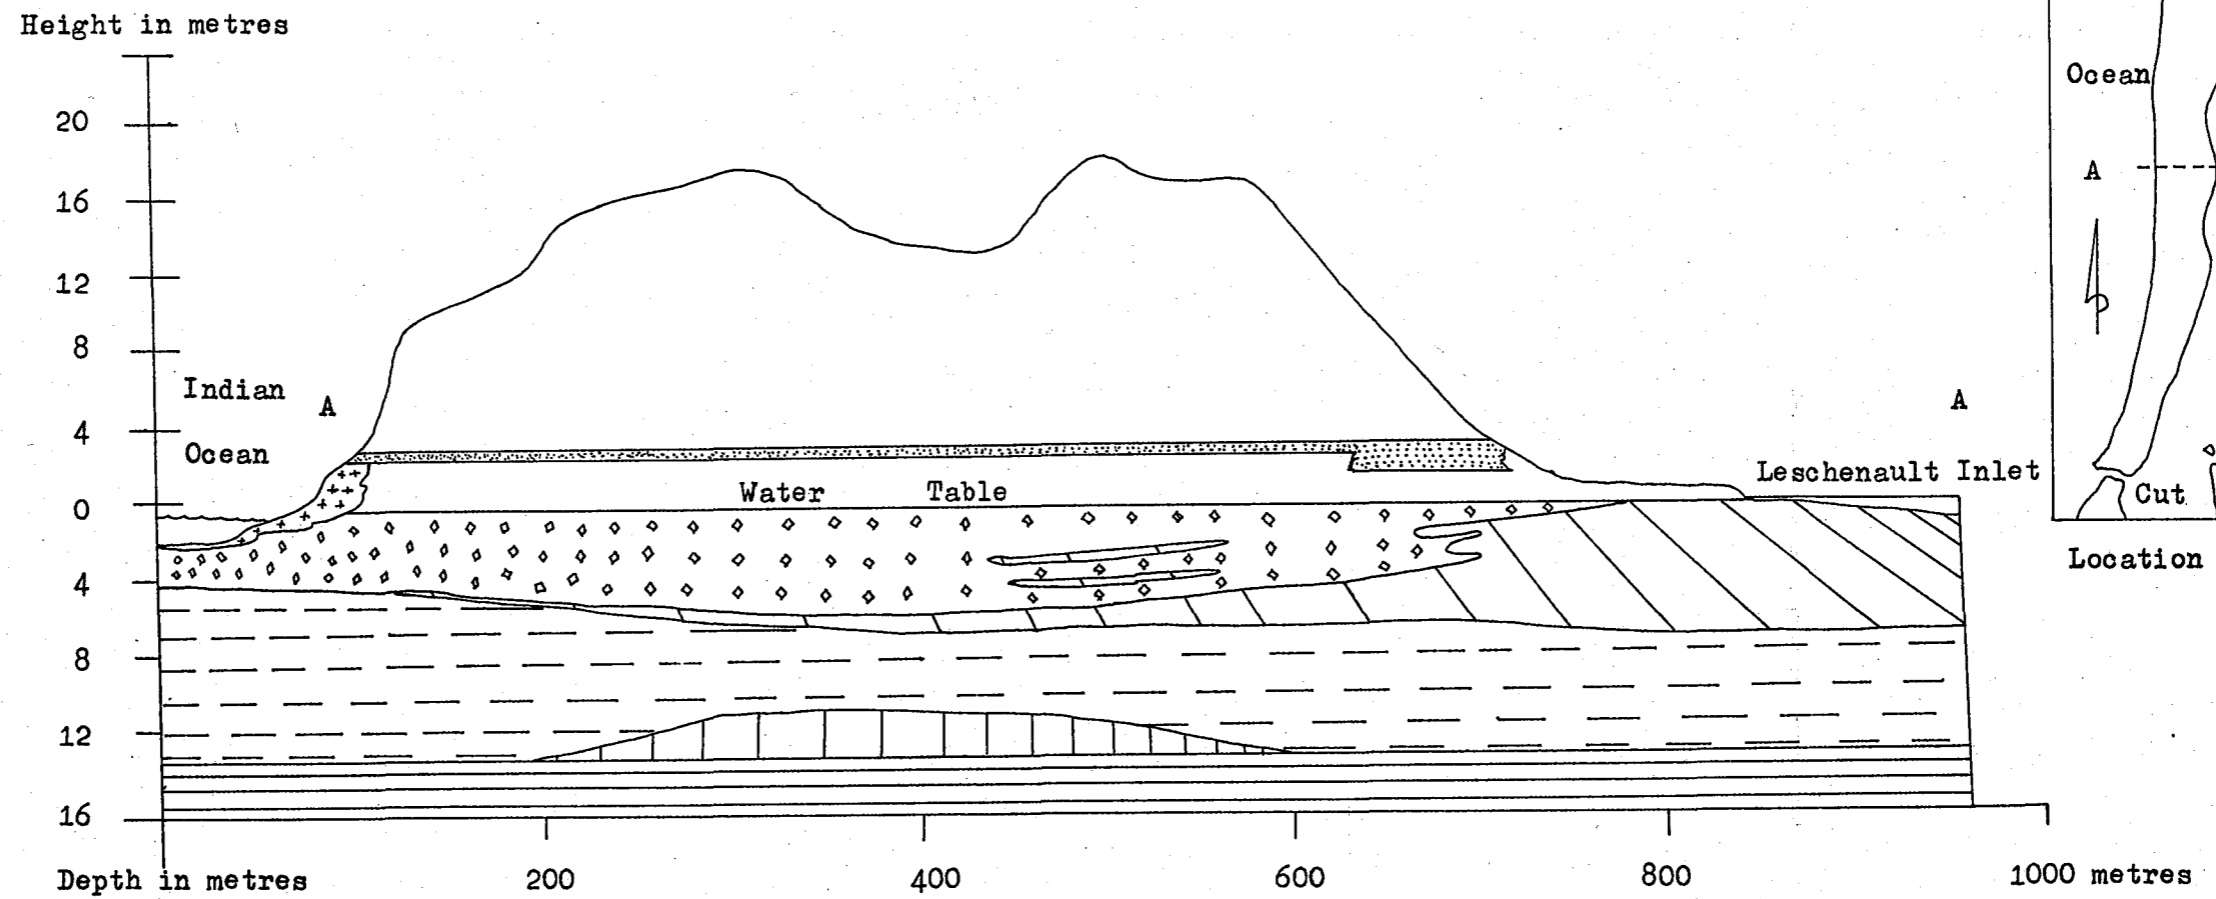 Height in metres
20
16
12
8
4
0
4
8
12
16
Indian
Ocean
A
A
Water Table
Leschenault Inlet
Depth in metres
200
400
600
800
1000 metres
Ocean
A
Cut
Location